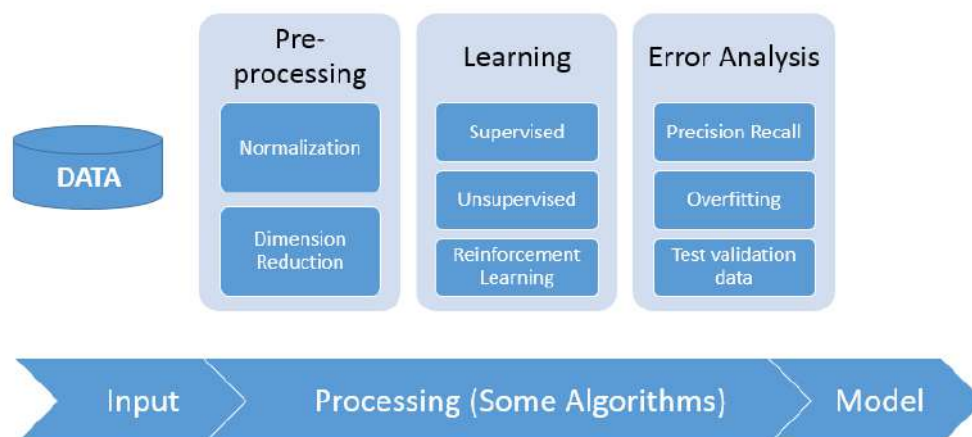 DATA
Pre-
processing
Normalization
Dimension
Reduction
Learning
Supervised
Unsupervised
Reinforcement
Learning
Error Analysis
Precision Recall
Overfitting
Test validation
data
Input
Processing (Some Algorithms)
Model